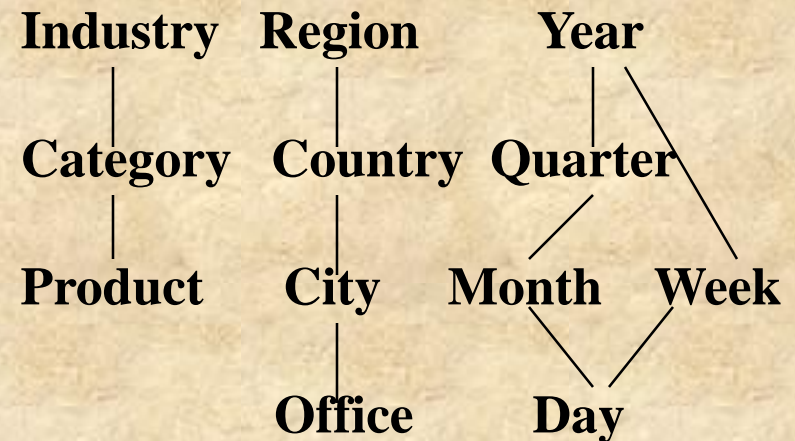 Industry Region Year
Category Country Quarter
Product City Month Week
Office Day